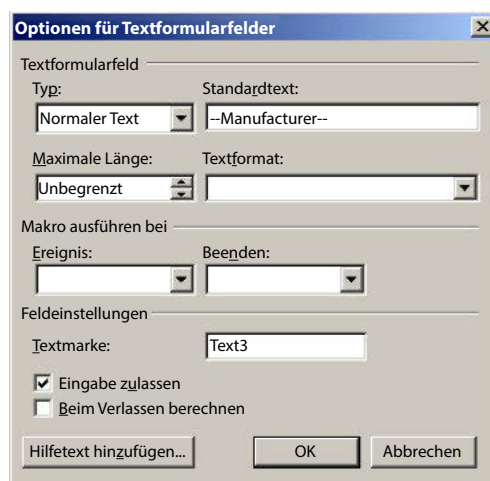 Optionen für Textformularfelder
Textformularfeld
Typ: Standardtext:
Normaler Text --Manufacturer--
Maximale Länge: Textformat:
Unbegrenzt
Makro ausführen bei
Ereignis: Beenden:
Feldeinstellungen
Textmarke: Text3
Eingabe zulassen
Beim Verlassen berechnen
Hilfetext hinzufügen... OK Abbrechen